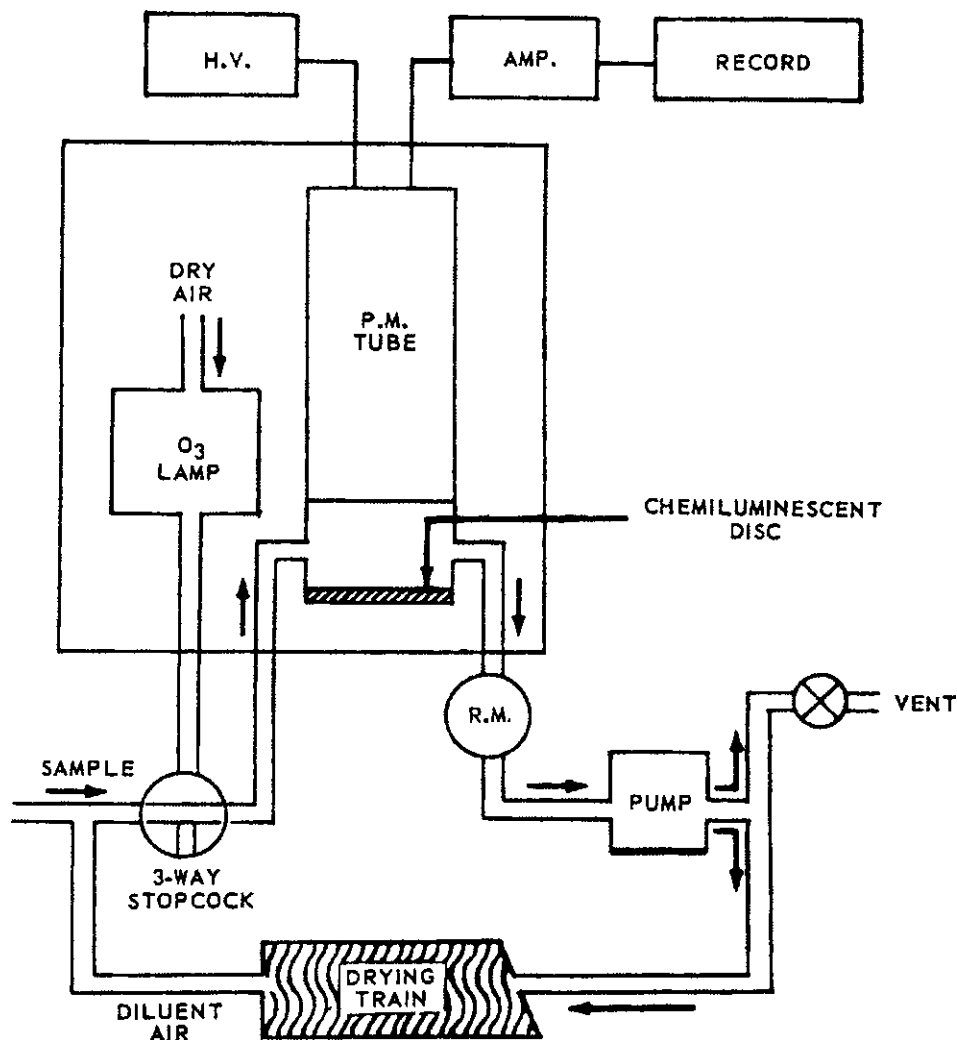 H.V.
AMP.
RECORD
DRY
AIR
P.M.
TUBE
O3
LAMP
CHEMILUMINESCENT
DISC
R.M.
VENT
SAMPLE
PUMP
3-WAY
STOPCOCK
DRYING
TRAIN
DILUENT
AIR